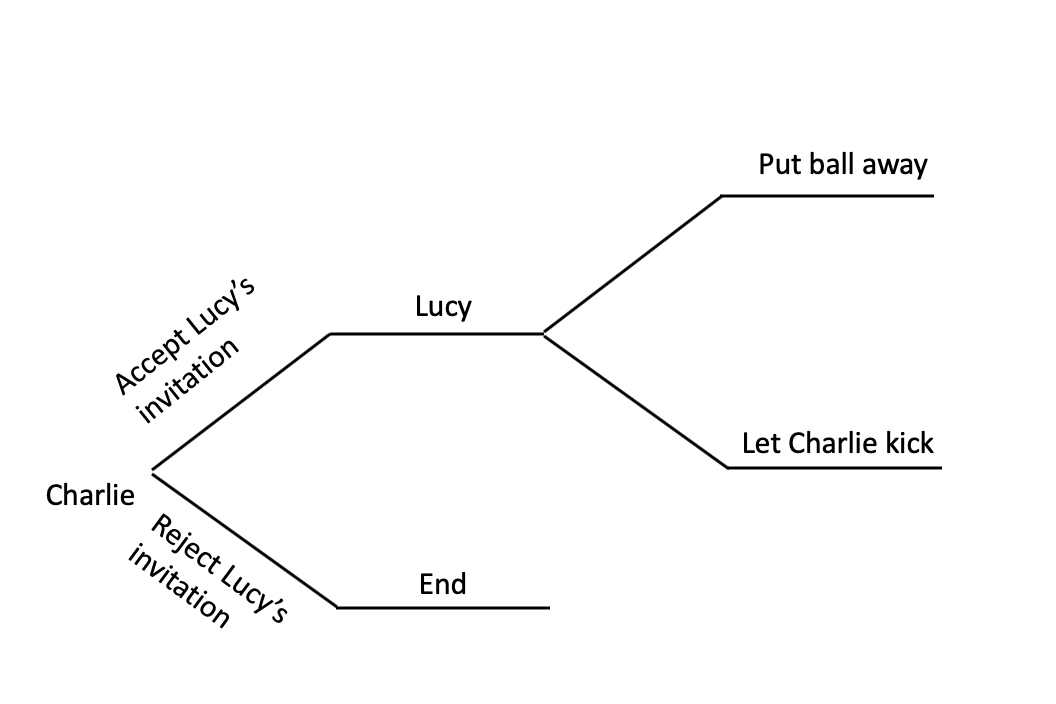 Put ball away
Accept Lucy's
invitation
Lucy
Let Charlie kick
Charlie
Reject Lucy's
invitation
End